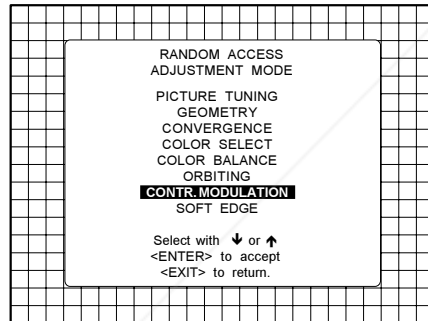 RANDOM ACCESS
ADJUSTMENT MODE
PICTURE TUNING
GEOMETRY
CONVERGENCE
COLOR SELECT
COLOR BALANCE
ORBITING
CONTR. MODULATION
SOFT EDGE
Select with ↓ or ↑
<ENTER> to accept
<EXIT> to return.